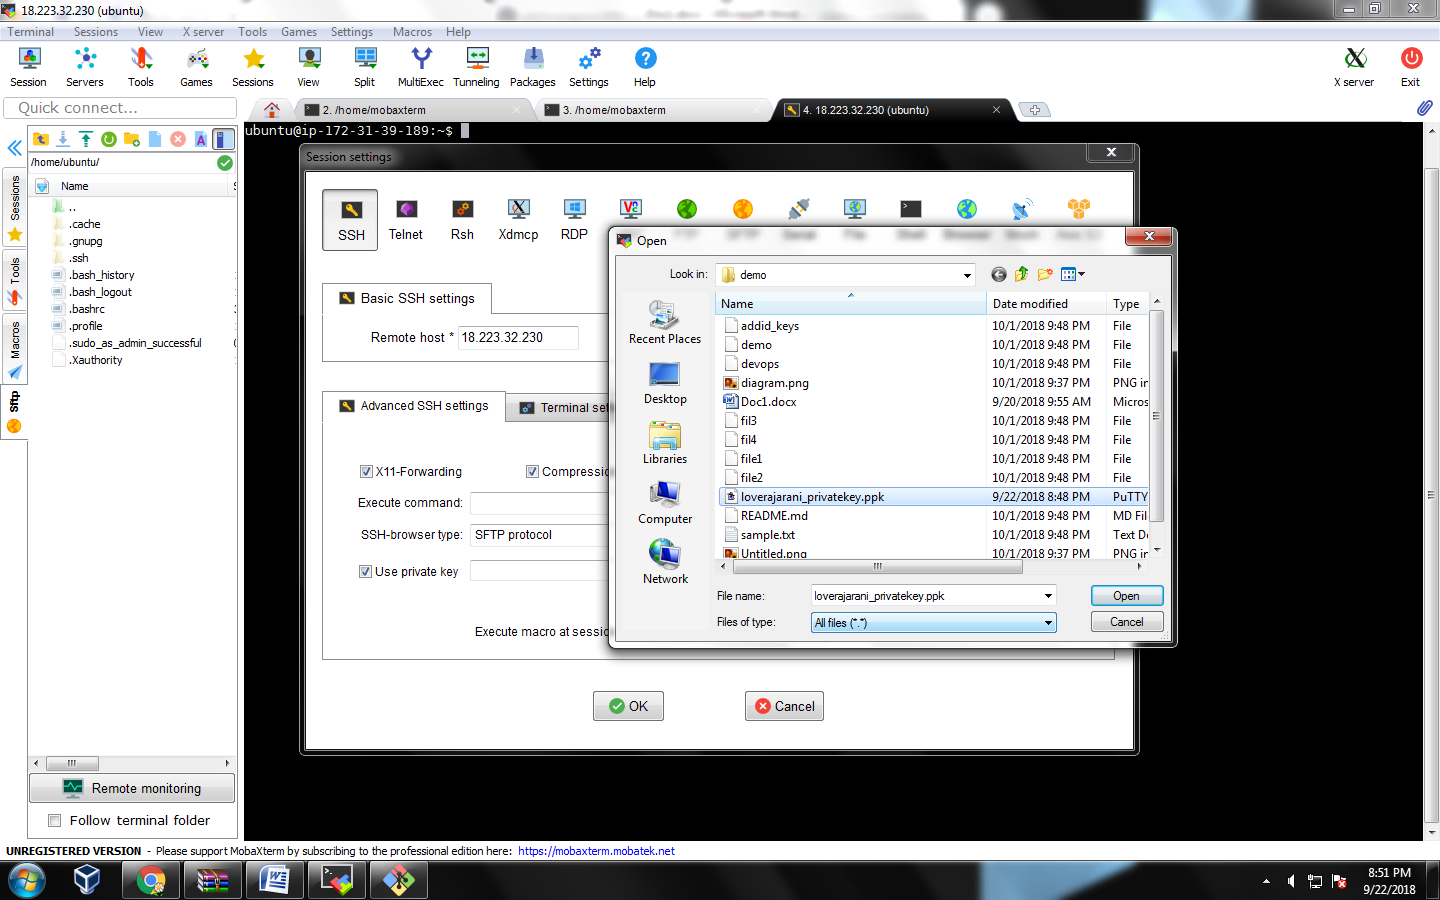 18.223.32.230 (ubuntu)
Terminal Sessions View X server Tools Games Settings Macros Help
Session Servers Tools Games Sessions View Split MultiExec Tunneling Packages Settings Help X server Exit
Quick connect...
2. /home/mobaxterm
3. /home/mobaxterm
4. 18.223.32.230 (ubuntu)
ubuntu@ip-172-31-39-189:~$
/home/ubuntu/
Name
..
.cache
.gnupg
.ssh
.bash_history
.bash_logout
.bashrc
.profile
.sudo_as_admin_successful
.Xauthority
Sessions
Tools
Macros
Sftp
Remote monitoring
Follow terminal folder
Session settings
SSH Telnet Rsh Xdmcp RDP
Basic SSH settings
Remote host * 18.223.32.230
Advanced SSH settings
Terminal set
X11-Forwarding
Compressio
Execute command:
SSH-browser type: SFTP protocol
Use private key
Execute macro at sessio
OK
Cancel
Open
Look in: demo
Name Date modified Type
addid_keys 10/1/2018 9:48 PM File
demo 10/1/2018 9:48 PM File
devops 10/1/2018 9:48 PM File
diagram.png 10/1/2018 9:37 PM PNG in
Doc1.docx 9/20/2018 9:55 AM Micros
fil3 10/1/2018 9:48 PM File
fil4 10/1/2018 9:48 PM File
file1 10/1/2018 9:48 PM File
file2 10/1/2018 9:48 PM File
loverajarani_privatekey.ppk 9/22/2018 8:48 PM PuTTY
README.md 10/1/2018 9:48 PM MD Fil
sample.txt 10/1/2018 9:48 PM Text D
Untitled.png 10/1/2018 9:37 PM PNG in
Recent Places
Desktop
Libraries
Computer
Network
File name: loverajarani_privatekey.ppk
Open
Files of type: All files (*.*)
Cancel
UNREGISTERED VERSION - Please support MobaXterm by subscribing to the professional edition here: https://mobaxterm.mobatek.net
8:51 PM
9/22/2018